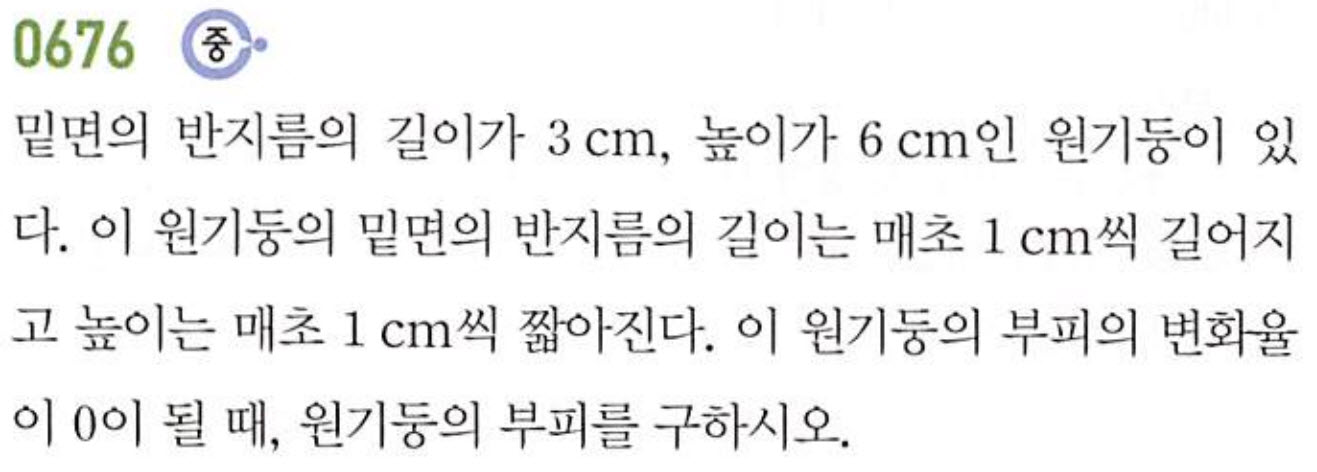 0676 중
밑면의 반지름의 길이가 3 cm, 높이가 6 cm인 원기둥이 있
다. 이 원기둥의 밑면의 반지름의 길이는 매초 1 cm씩 길어지
고 높이는 매초 1 cm씩 짧아진다. 이 원기둥의 부피의 변화율
이 0이 될 때, 원기둥의 부피를 구하시오.